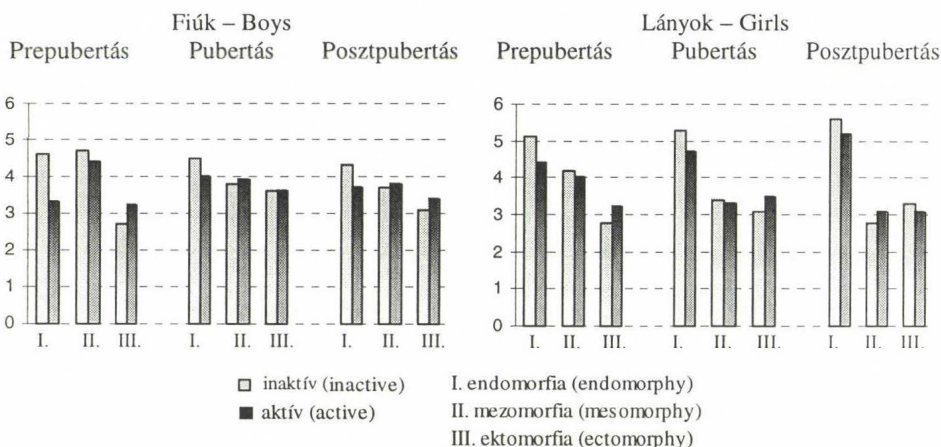 Fiúk – Boys
Prepubertás Pubertás Posztpubertás
6
5
4
3
2
1
0
I. II. III. I. II. III. I. II. III.
Lányok – Girls
Prepubertás Pubertás Posztpubertás
6
5
4
3
2
1
0
I. II. III. I. II. III. I. II. III.
inaktív (inactive)
aktív (active)
I. endomorfia (endomorphy)
II. mezomorfia (mesomorphy)
III. ektomorfia (ectomorphy)